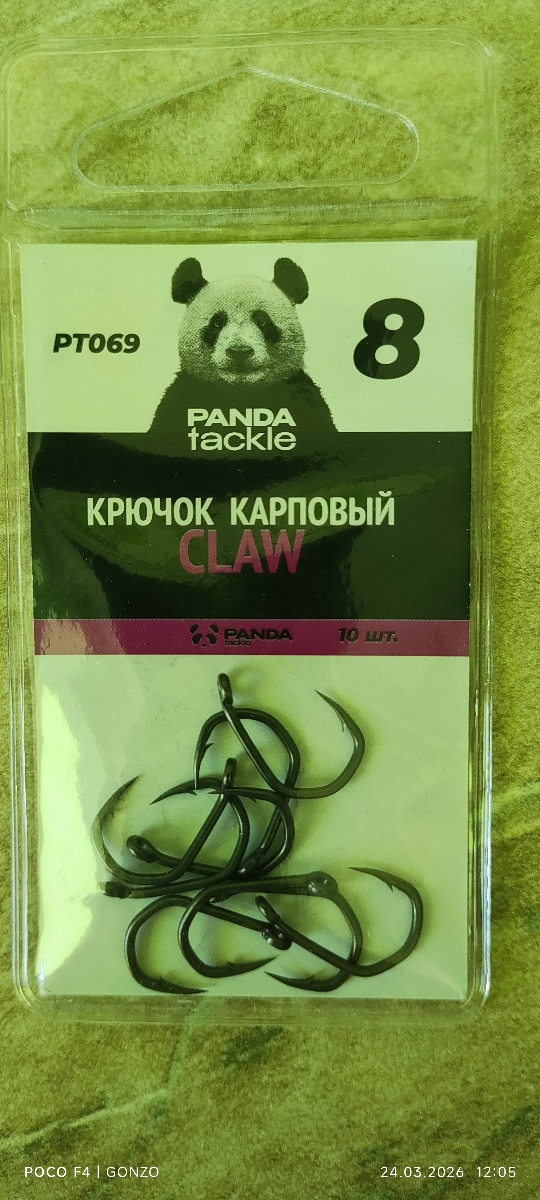 PT069
8
PANDA
tackle
КРЮЧОК КАРПОВЫЙ
CLAW
PANDA
tackle
10 шт.
POCO F4 | GONZO
24.03.2026 12:05